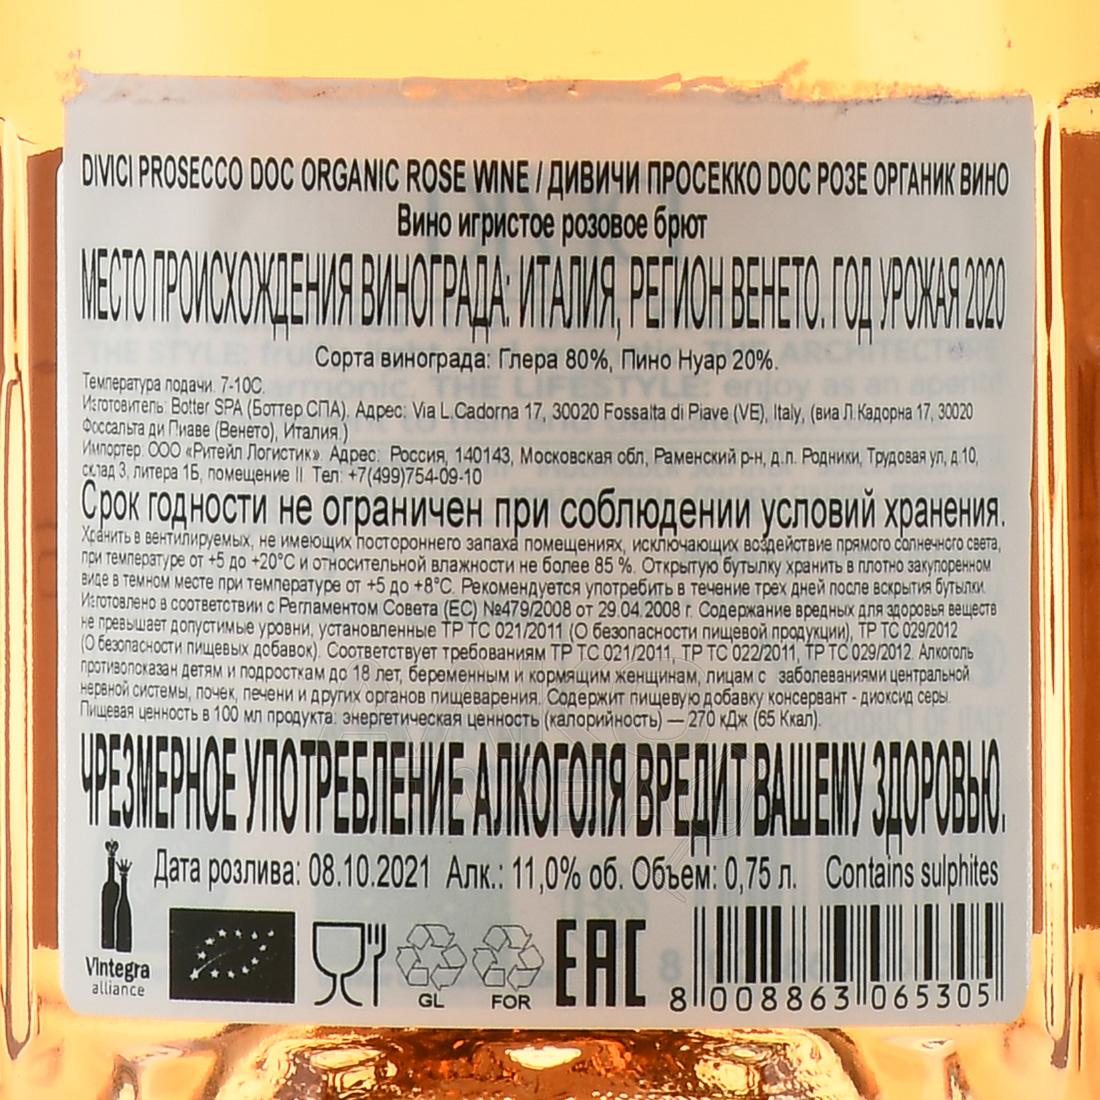 DIVICI PROSECCO DOC ORGANIC ROSE WINE / ДИВИЧИ ПРОСЕККО DOC РОЗЕ ОРГАНИК ВИНО
Вино игристое розовое брют
МЕСТО ПРОИСХОЖДЕНИЯ ВИНОГРАДА: ИТАЛИЯ, РЕГИОН ВЕНЕТО. ГОД УРОЖАЯ 2020
Сорта винограда: Глера 80%, Пино Нуар 20%.
Температура подачи: 7-10С.
Изготовитель: Botter SPA (Боттер СПА). Адрес: Via L.Cadorna 17, 30020 Fossalta di Piave (VE), Italy, (виа Л.Кадорна 17, 30020
Фоссальта ди Пиаве (Венето), Италия.)
Импортер: ООО «Ритейл Логистик». Адрес: Россия, 140143, Московская обл, Раменский р-н, д.п. Родники, Трудовая ул, д.10,
склад 3, литера 1Б, помещение II. Тел: +7(499)754-09-10
Срок годности не ограничен при соблюдении условий хранения.
Хранить в вентилируемых, не имеющих постороннего запаха помещениях, исключающих воздействие прямого солнечного света,
при температуре от +5 до +20°С и относительной влажности не более 85 %. Открытую бутылку хранить в плотно закупоренном
виде в темном месте при температуре от +5 до +8°С. Рекомендуется употребить в течение трех дней после вскрытия бутылки.
Изготовлено в соответствии с Регламентом Совета (ЕС) №479/2008 от 29.04.2008 г. Содержание вредных для здоровья веществ
не превышает допустимые уровни, установленные ТР ТС 021/2011 (О безопасности пищевой продукции), ТР ТС 029/2012
(О безопасности пищевых добавок). Соответствует требованиям ТР ТС 021/2011, ТР ТС 022/2011, ТР ТС 029/2012. Алкоголь
противопоказан детям и подросткам до 18 лет, беременным и кормящим женщинам, лицам с заболеваниями центральной
нервной системы, почек, печени и других органов пищеварения. Содержит пищевую добавку консервант - диоксид серы.
Пищевая ценность в 100 мл продукта: энергетическая ценность (калорийность) — 270 кДж (65 Ккал).
ЧРЕЗМЕРНОЕ УПОТРЕБЛЕНИЕ АЛКОГОЛЯ ВРЕДИТ ВАШЕМУ ЗДОРОВЬЮ.
Дата розлива: 08.10.2021 Алк.: 11,0% об. Объем: 0,75 л. Contains sulphites
Vintegra
alliance
GL
FOR
EAC
8 008863 065305